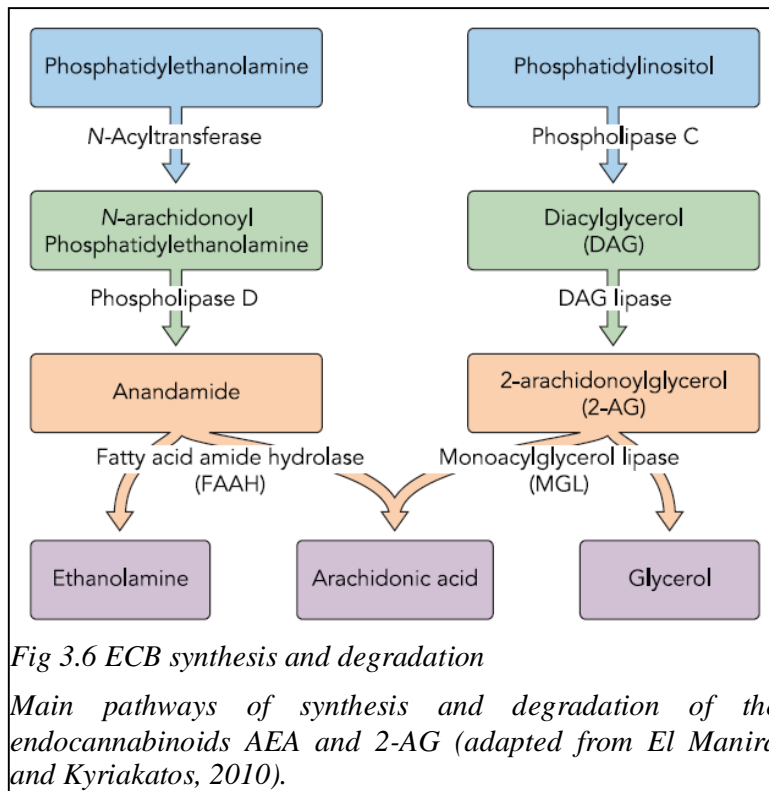 Phosphatidylethanolamine
Phosphatidylinositol
N-Acyltransferase
Phospholipase C
N-arachidonoyl
Phosphatidylethanolamine
Diacylglycerol
(DAG)
Phospholipase D
DAG lipase
Anandamide
2-arachidonoylglycerol
(2-AG)
Fatty acid amide hydrolase
(FAAH)
Monoacylglycerol lipase
(MGL)
Ethanolamine
Arachidonic acid
Glycerol
Fig 3.6 ECB synthesis and degradation
Main pathways of synthesis and degradation of the
endocannabinoids AEA and 2-AG (adapted from El Manira
and Kyriakatos, 2010).